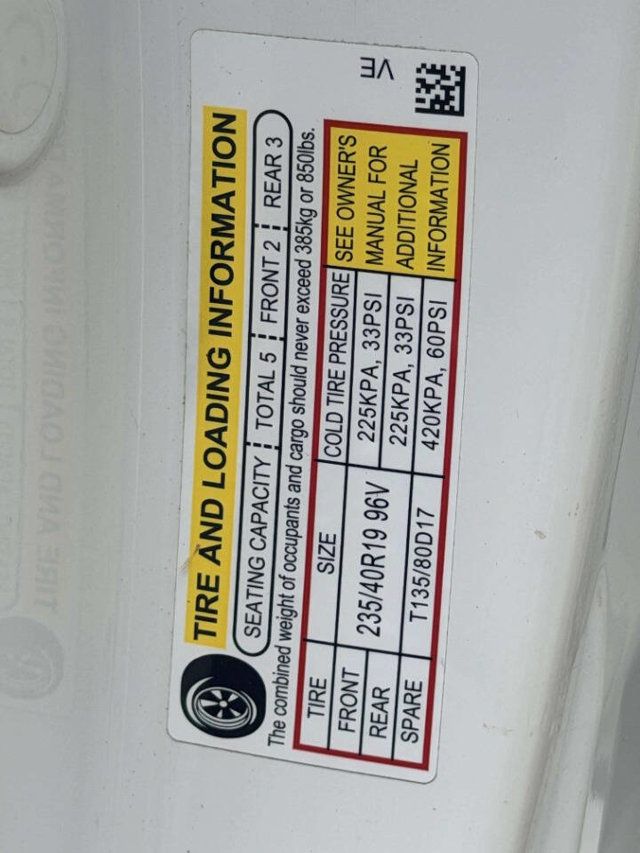 TIRE AND LOADING INFORMATION
SEATING CAPACITY TOTAL 5 FRONT 2 REAR 3
The combined weight of occupants and cargo should never exceed 385kg or 850lbs.
TIRE SIZE COLD TIRE PRESSURE
FRONT 235/40R19 96V 225KPA, 33PSI
REAR 225KPA, 33PSI
SPARE T135/80D17 420KPA, 60PSI
SEE OWNER'S
MANUAL FOR
ADDITIONAL
INFORMATION
VE